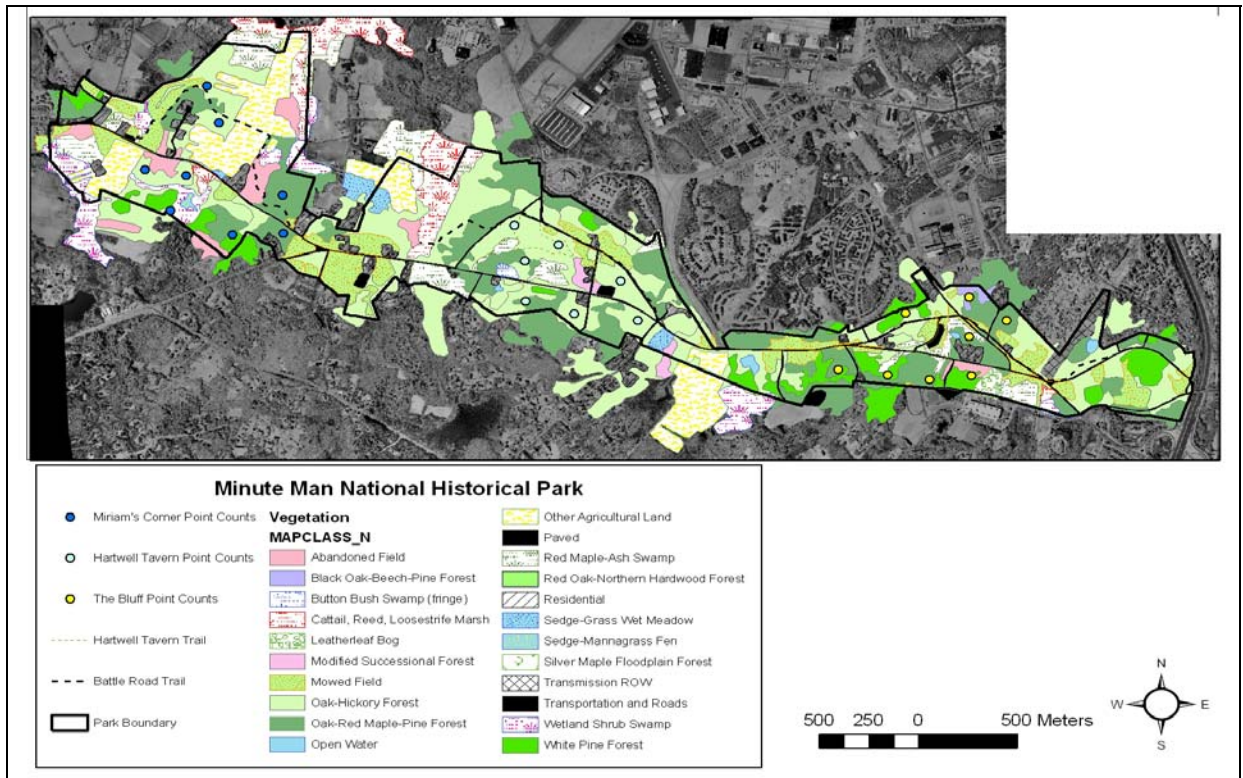 Minute Man National Historical Park
Miriam's Corner Point Counts
Hartwell Tavern Point Counts
The Bluff Point Counts
Hartwell Tavern Trail
Battle Road Trail
Park Boundary
Vegetation
MAPCLASS_N
Abandoned Field
Black Oak-Beech-Pine Forest
Button Bush Swamp (fringe)
Cattail, Reed, Loosestrife Marsh
Leatherleaf Bog
Modified Successional Forest
Mowed Field
Oak-Hickory Forest
Oak-Red Maple-Pine Forest
Open Water
Other Agricultural Land
Paved
Red Maple-Ash Swamp
Red Oak-Northern Hardwood Forest
Residential
Sedge-Grass Wet Meadow
Sedge-Mannagrass Fen
Silver Maple Floodplain Forest
Transmission ROW
Transportation and Roads
Wetland Shrub Swamp
White Pine Forest
500 250 0 500 Meters
N
W E
S